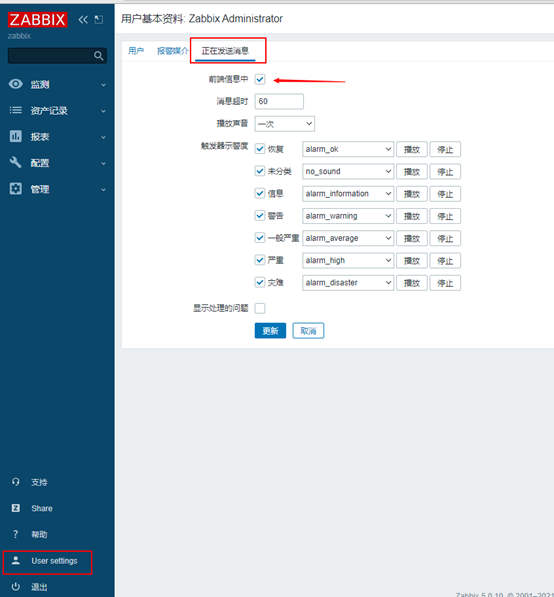 ZABBIX
zabbix
监测
资产记录
报表
配置
管理
支持
Z Share
? 帮助
User settings
退出
用户基本资料: Zabbix Administrator
用户 报警媒介 正在发送消息
前端信息中
消息超时 60
播放声音 一次
触发器示警度 恢复 alarm_ok 播放 停止
未分类 no_sound 播放 停止
信息 alarm_information 播放 停止
警告 alarm_warning 播放 停止
一般严重 alarm_average 播放 停止
严重 alarm_high 播放 停止
灾难 alarm_disaster 播放 停止
显示处理的问题
更新 取消
Zabbix 5.0.10. © 2001–2021